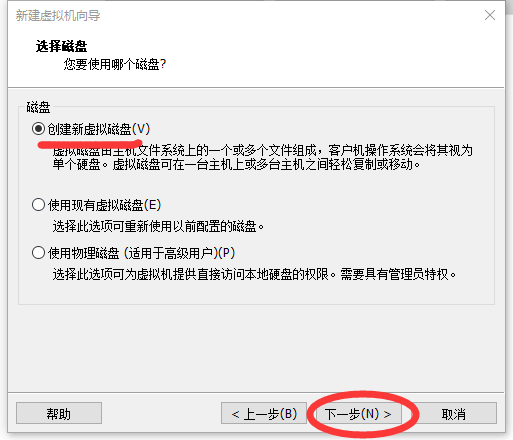 新建虚拟机向导
选择磁盘
您要使用哪个磁盘?
磁盘
创建新虚拟磁盘(V)
虚拟磁盘由主机文件系统上的一个或多个文件组成，客户机操作系统会将其视为
单个硬盘。虚拟磁盘可在一台主机上或多台主机之间轻松复制或移动。
使用现有虚拟磁盘(E)
选择此选项可重新使用以前配置的磁盘。
使用物理磁盘 (适用于高级用户)(P)
选择此选项可为虚拟机提供直接访问本地硬盘的权限。需要具有管理员特权。
帮助 < 上一步(B) 下一步(N) > 取消